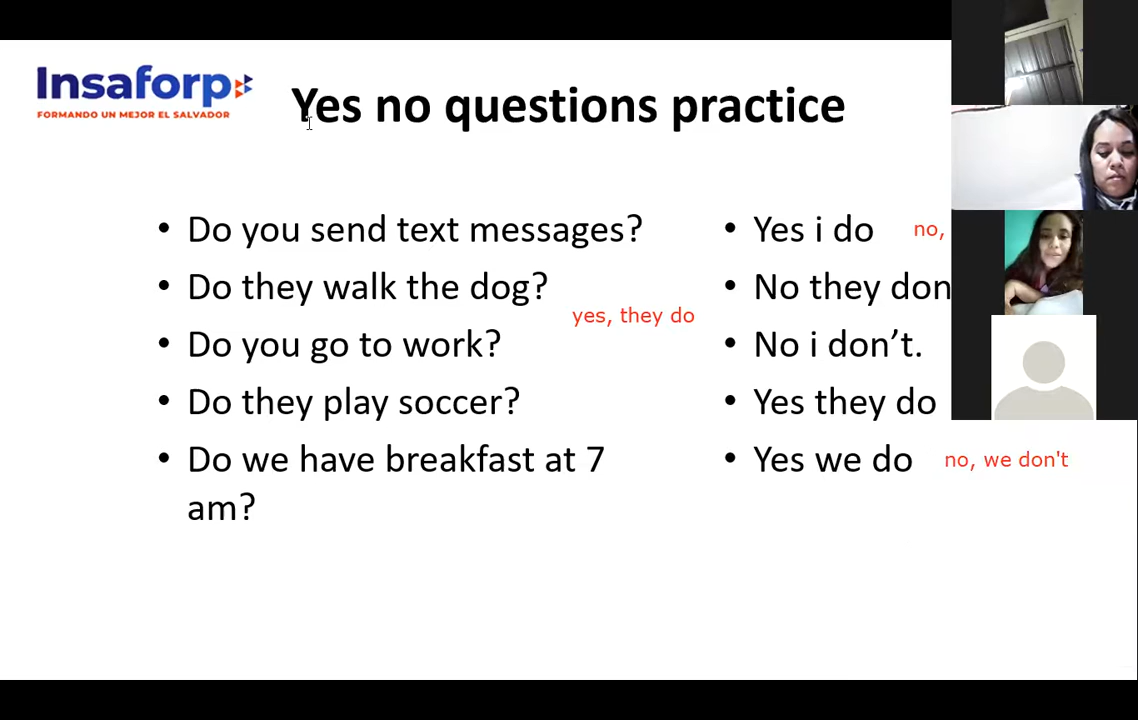 Insaforp
FORMANDO UN MEJOR EL SALVADOR
Yes no questions practice
• Do you send text messages?
• Do they walk the dog?
yes, they do
• Do you go to work?
• Do they play soccer?
• Do we have breakfast at 7
am?
• Yes i do no,
• No they don
• No i don’t.
• Yes they do
• Yes we do no, we don't